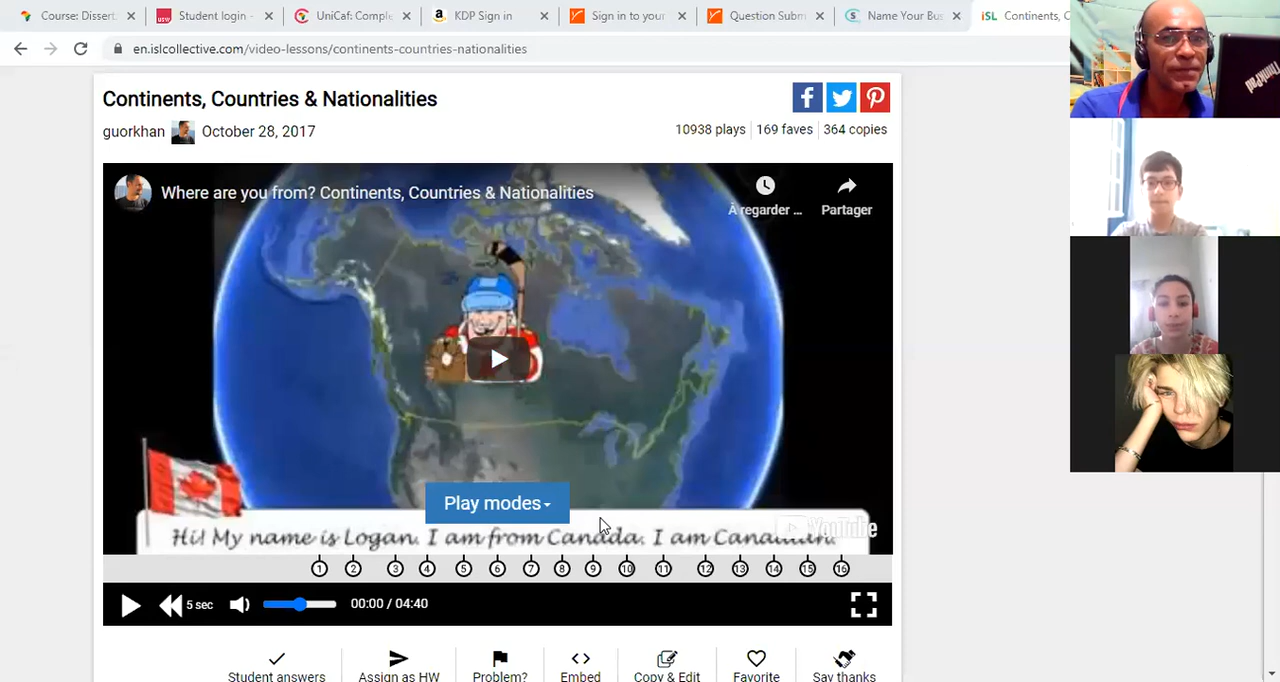 Course: Dissert
Student login -
UniCaf: Comple
KDP Sign in
Sign in to your
Question Subm
Name Your Bus
iSL Continents, C
en.islcollective.com/video-lessons/continents-countries-nationalities
Continents, Countries & Nationalities
guorkhan October 28, 2017
10938 plays 169 faves 364 copies
Where are you from? Continents, Countries & Nationalities
À regarder ... Partager
ThinkPad
Play modes
Hi! My name is Logan. I am from Canada. I am Canadian.
YouTube
1 2 3 4 5 6 7 8 9 10 11 12 13 14 15 16
5 sec 00:00 / 04:40
Student answers Assign as HW Problem? Embed Copy & Edit Favorite Say thanks